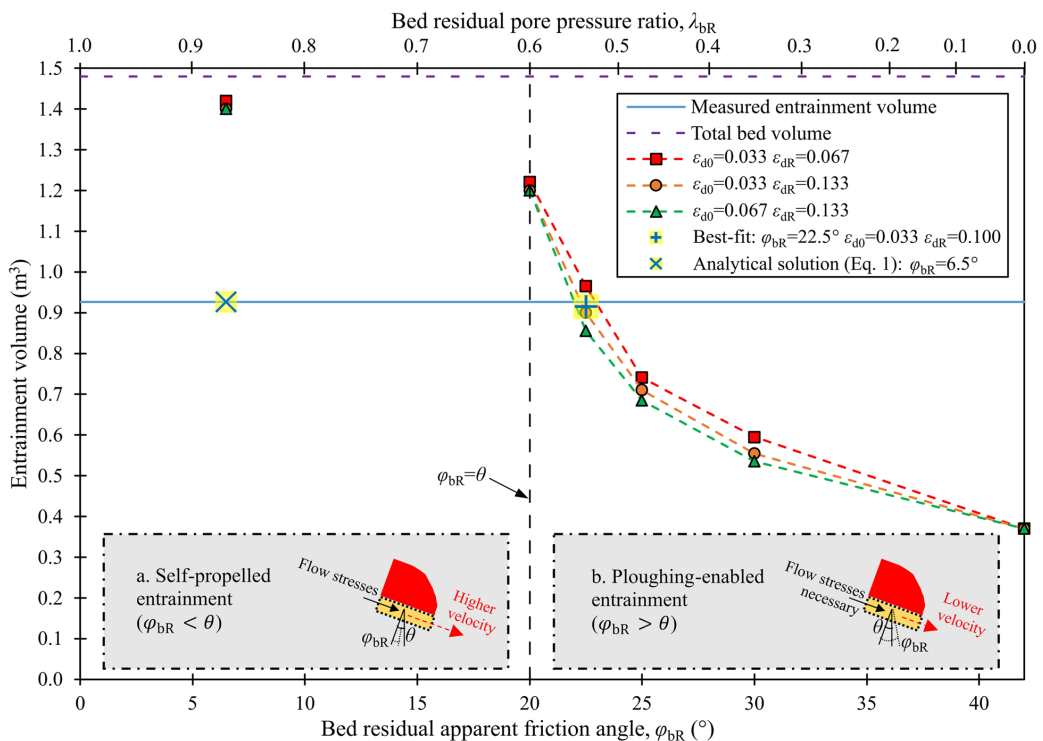 Bed residual pore pressure ratio, λbR
1.0 0.9 0.8 0.7 0.6 0.5 0.4 0.3 0.2 0.1 0.0
Entrainment volume (m³)
1.5
1.4
1.3
1.2
1.1
1.0
0.9
0.8
0.7
0.6
0.5
0.4
0.3
0.2
0.1
0.0
Measured entrainment volume
Total bed volume
εd0=0.033 εdR=0.067
εd0=0.033 εdR=0.133
εd0=0.067 εdR=0.133
Best-fit: φbR=22.5° εd0=0.033 εdR=0.100
Analytical solution (Eq. 1): φbR=6.5°
φbR=θ
a. Self-propelled
entrainment
(φbR < θ)
Flow stresses
Higher
velocity
φbR
θ
b. Ploughing-enabled
entrainment
(φbR > θ)
Flow stresses
necessary
Lower
velocity
θ
φbR
0 5 10 15 20 25 30 35 40
Bed residual apparent friction angle, φbR (°)